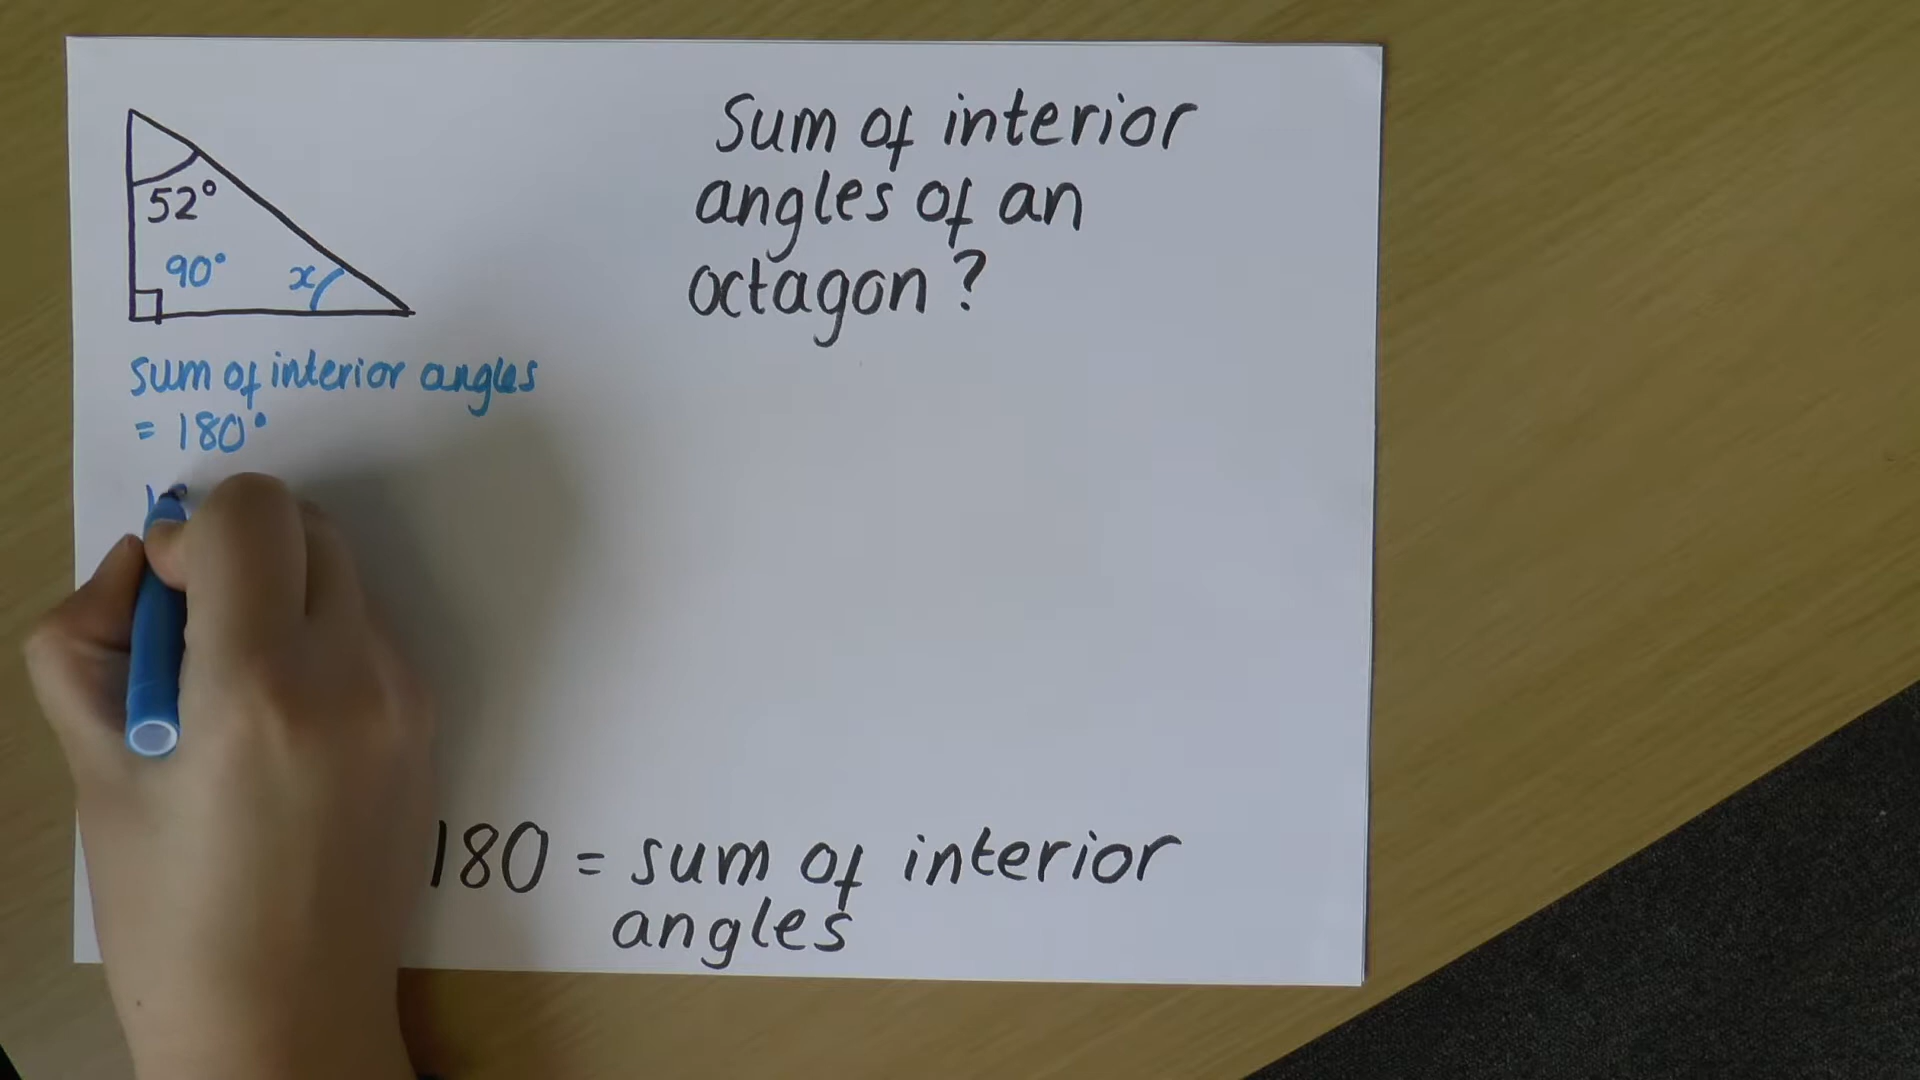 52°
90°
x
sum of interior angles
= 180°
Sum of interior
angles of an
octagon?
180 = sum of interior
angles